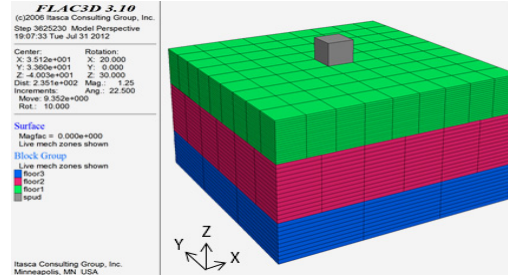 FLAC3D 3.10
(c)2006 Itasca Consulting Group, Inc.
Step 3625230 Model Perspective
19:07:33 Tue Jul 31 2012
Center: Rotation:
X: 3.512e+001 X: 20.000
Y: 3.360e+001 Y: 0.000
Z: -4.003e+001 Z: 30.000
Dist: 2.351e+002 Mag.: 1.25
Increments: Ang.: 22.500
Move: 9.352e+000
Rot.: 10.000
Surface
Magfac = 0.000e+000
Live mech zones shown
Block Group
Live mech zones shown
floor3
floor2
floor1
spud
Itasca Consulting Group, Inc.
Minneapolis, MN USA
Z
Y
X